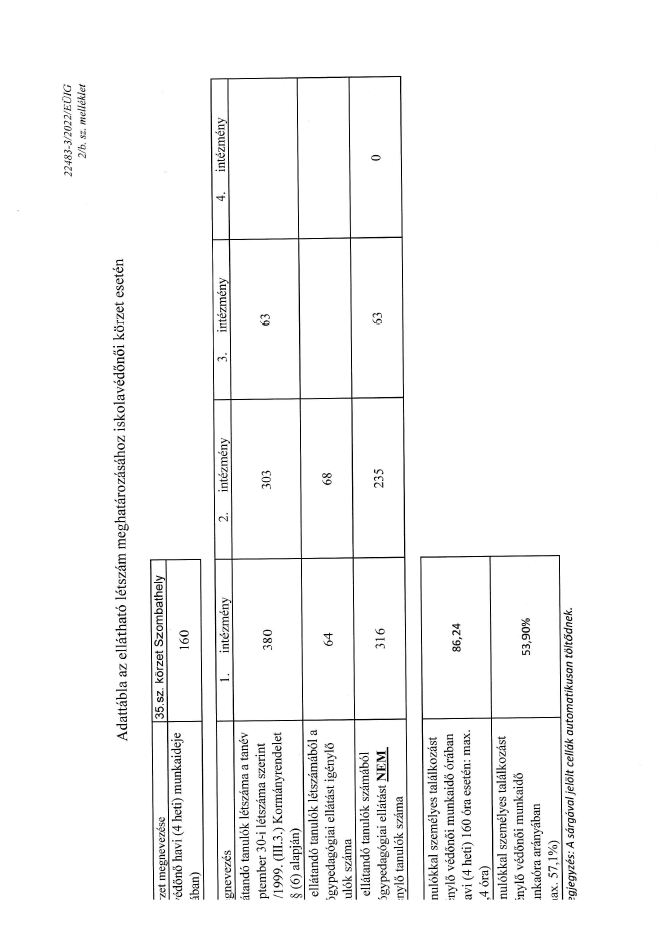 22483-3/2022/EÜIG
2/b. sz. melléklet
Adattábla az ellátható létszám meghatározásához iskolavédőnői körzet esetén
zet megnevezése 35.sz. körzet Szombathely
védőnő havi (4 heti) munkaideje
ában) 160
gnevezés 1. intézmény 2. intézmény 3. intézmény 4. intézmény
átandó tanulók létszáma a tanév
ptember 30-i létszáma szerint
/1999. (III.3.) Kormányrendelet
§ (6) alapján) 380 303 63
ellátandó tanulók létszámából a
ógypedagógiai ellátást igénylő
ulók száma 64 68
ellátandó tanulók számából
ógypedagógiai ellátást NEM
nylő tanulók száma 316 235 63 0
nulókkal személyes találkozást
nylő védőnői munkaidő órában
avi (4 heti) 160 óra esetén: max.
,4 óra) 86,24
nulókkal személyes találkozást
énylő védőnői munkaidő
unkaóra arányában
ax. 57,1%) 53,90%
gjegyzés: A sárgával jelölt cellák automatikusan töltődnek.